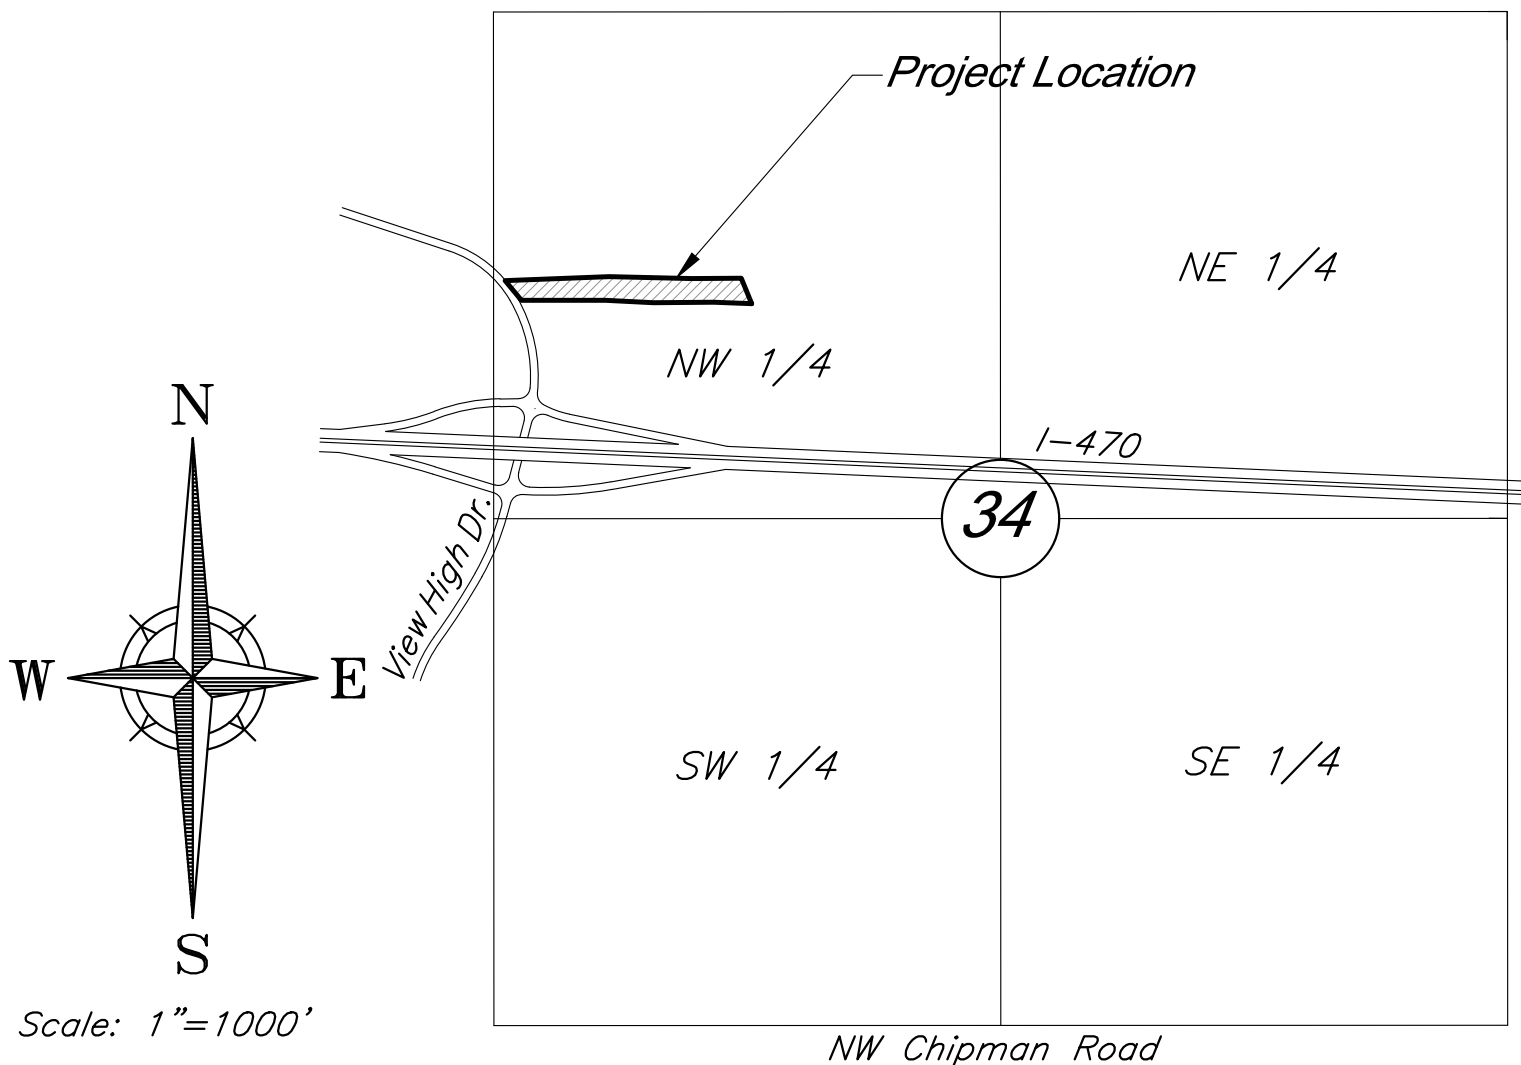 Project Location
NE 1/4
NW 1/4
N
I-470
34
View High Dr.
W
E
SW 1/4
SE 1/4
S
Scale: 1"=1000'
NW Chipman Road